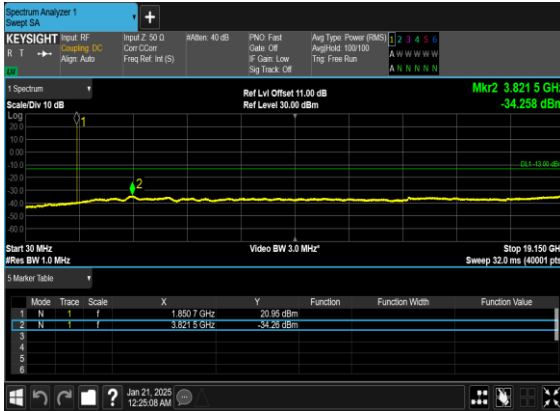 Spectrum Analyzer 1
Swept SA
+
KEYSIGHT Input: RF Input Z: 50 Ω #Atten: 40 dB PNO: Fast Avg Type: Power (RMS) 1 2 3 4 5 6
R T Coupling: DC Corr CCorr Gate: Off Avg|Hold: 100/100 A W W W W W
Align: Auto Freq Ref: Int (S) IF Gain: Low Trig: Free Run
Sig Track: Off A N N N N N
1 Spectrum Ref Lvl Offset 11.00 dB Mkr2 3.821 5 GHz
Scale/Div 10 dB Ref Level 30.00 dBm -34.258 dBm
Log
20.0
10.0
0.00
-10.0
-20.0
-30.0
-40.0
-50.0
-60.0
1
2
DL1 -13.00 dBm
Start 30 MHz Video BW 3.0 MHz* Stop 19.150 GHz
#Res BW 1.0 MHz Sweep 32.0 ms (40001 pts)
5 Marker Table
Mode Trace Scale X Y Function Function Width Function Value
1 N 1 f 1.850 7 GHz 20.95 dBm
2 N 1 f 3.821 5 GHz -34.26 dBm
3
4
5
6
? Jan 21, 2025
12:25:08 AM